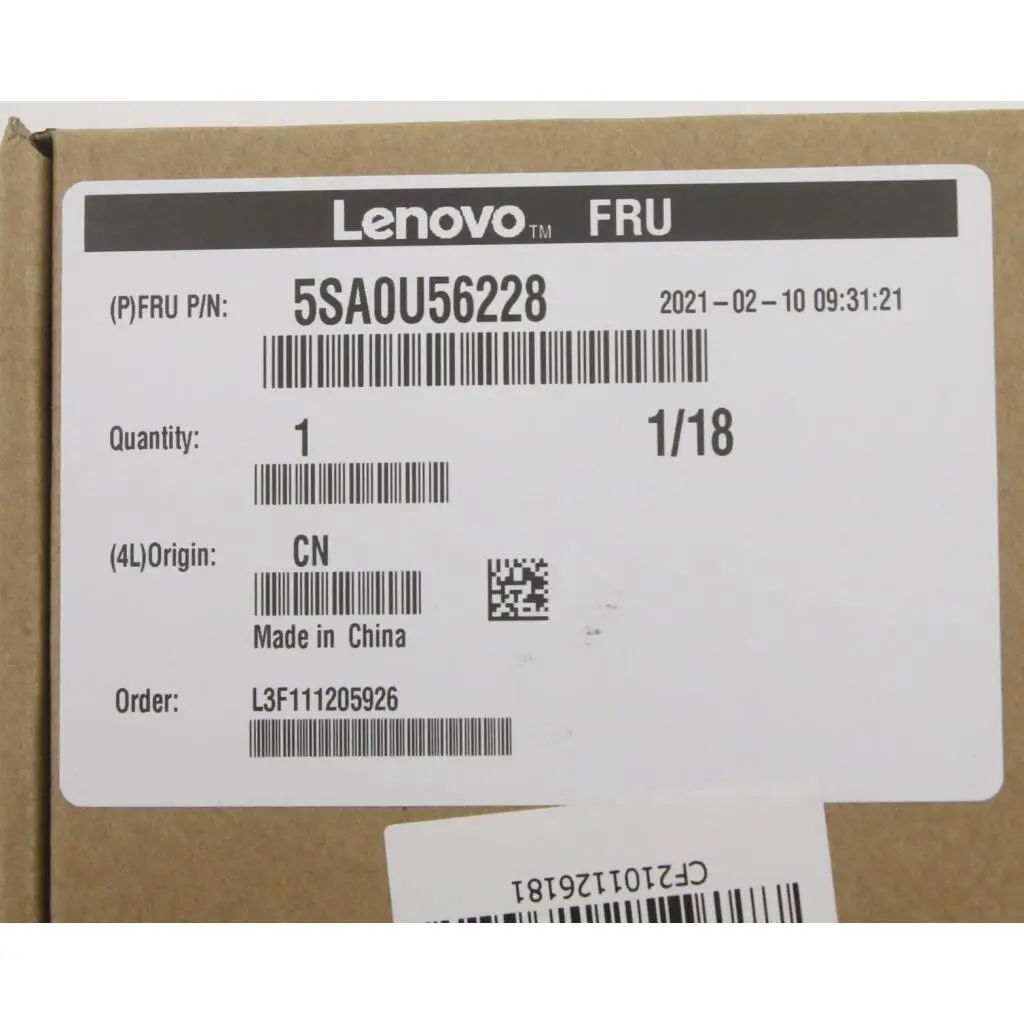 Lenovo™ FRU
(P)FRU P/N: 5SA0U56228 2021-02-10 09:31:21
Quantity: 1 1/18
(4L)Origin: CN
Made in China
Order: L3F111205926
CF2101126181